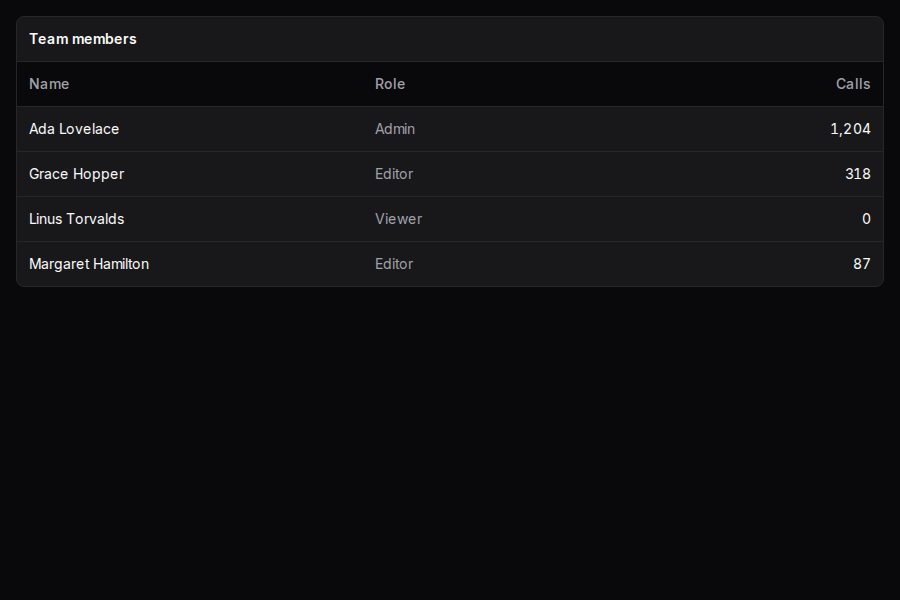 Team members
Name Role Calls
Ada Lovelace Admin 1,204
Grace Hopper Editor 318
Linus Torvalds Viewer 0
Margaret Hamilton Editor 87